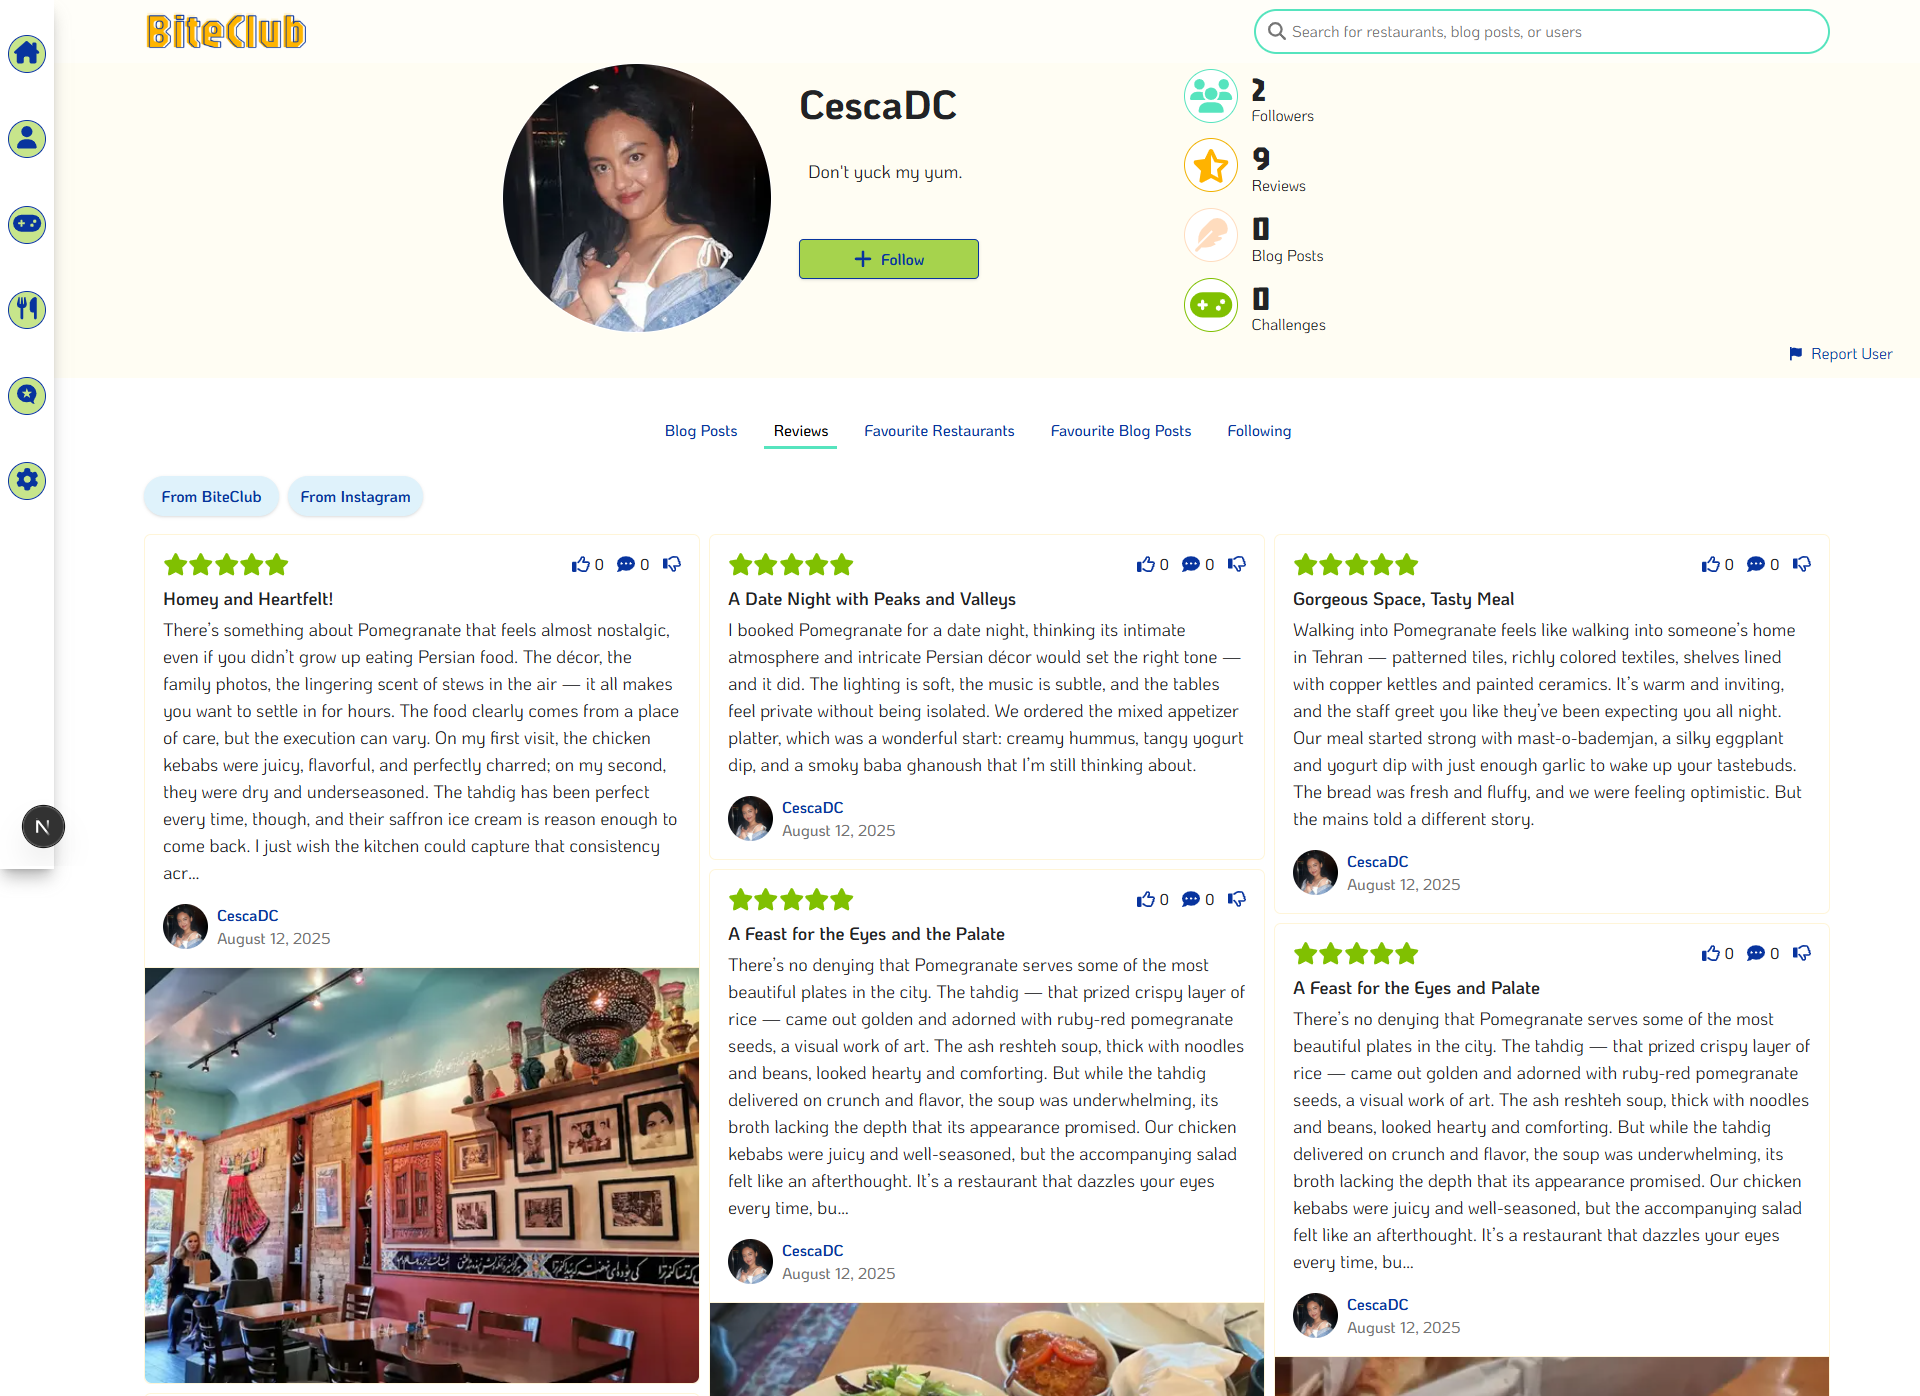 BiteClub
Search for restaurants, blog posts, or users
CescaDC
Don't yuck my yum.
Follow
2
Followers
9
Reviews
0
Blog Posts
0
Challenges
Report User
Blog Posts
Reviews
Favourite Restaurants
Favourite Blog Posts
Following
From BiteClub
From Instagram
0
0
Homey and Heartfelt!
There’s something about Pomegranate that feels almost nostalgic,
even if you didn’t grow up eating Persian food. The décor, the
family photos, the lingering scent of stews in the air — it all makes
you want to settle in for hours. The food clearly comes from a place
of care, but the execution can vary. On my first visit, the chicken
kebabs were juicy, flavorful, and perfectly charred; on my second,
they were dry and underseasoned. The tahdig has been perfect
every time, though, and their saffron ice cream is reason enough to
come back. I just wish the kitchen could capture that consistency
acr...
CescaDC
August 12, 2025
0
0
A Date Night with Peaks and Valleys
I booked Pomegranate for a date night, thinking its intimate
atmosphere and intricate Persian décor would set the right tone —
and it did. The lighting is soft, the music is subtle, and the tables
feel private without being isolated. We ordered the mixed appetizer
platter, which was a wonderful start: creamy hummus, tangy yogurt
dip, and a smoky baba ghanoush that I’m still thinking about.
CescaDC
August 12, 2025
0
0
A Feast for the Eyes and the Palate
There’s no denying that Pomegranate serves some of the most
beautiful plates in the city. The tahdig — that prized crispy layer of
rice — came out golden and adorned with ruby-red pomegranate
seeds, a visual work of art. The ash reshteh soup, thick with noodles
and beans, looked hearty and comforting. But while the tahdig
delivered on crunch and flavor, the soup was underwhelming, its
broth lacking the depth that its appearance promised. Our chicken
kebabs were juicy and well-seasoned, but the accompanying salad
felt like an afterthought. It’s a restaurant that dazzles your eyes
every time, bu...
CescaDC
August 12, 2025
0
0
Gorgeous Space, Tasty Meal
Walking into Pomegranate feels like walking into someone’s home
in Tehran — patterned tiles, richly colored textiles, shelves lined
with copper kettles and painted ceramics. It’s warm and inviting,
and the staff greet you like they’ve been expecting you all night.
Our meal started strong with mast-o-bademjan, a silky eggplant
and yogurt dip with just enough garlic to wake up your tastebuds.
The bread was fresh and fluffy, and we were feeling optimistic. But
the mains told a different story.
CescaDC
August 12, 2025
0
0
A Feast for the Eyes and Palate
There’s no denying that Pomegranate serves some of the most
beautiful plates in the city. The tahdig — that prized crispy layer of
rice — came out golden and adorned with ruby-red pomegranate
seeds, a visual work of art. The ash reshteh soup, thick with noodles
and beans, looked hearty and comforting. But while the tahdig
delivered on crunch and flavor, the soup was underwhelming, its
broth lacking the depth that its appearance promised. Our chicken
kebabs were juicy and well-seasoned, but the accompanying salad
felt like an afterthought. It’s a restaurant that dazzles your eyes
every time, bu...
CescaDC
August 12, 2025
N